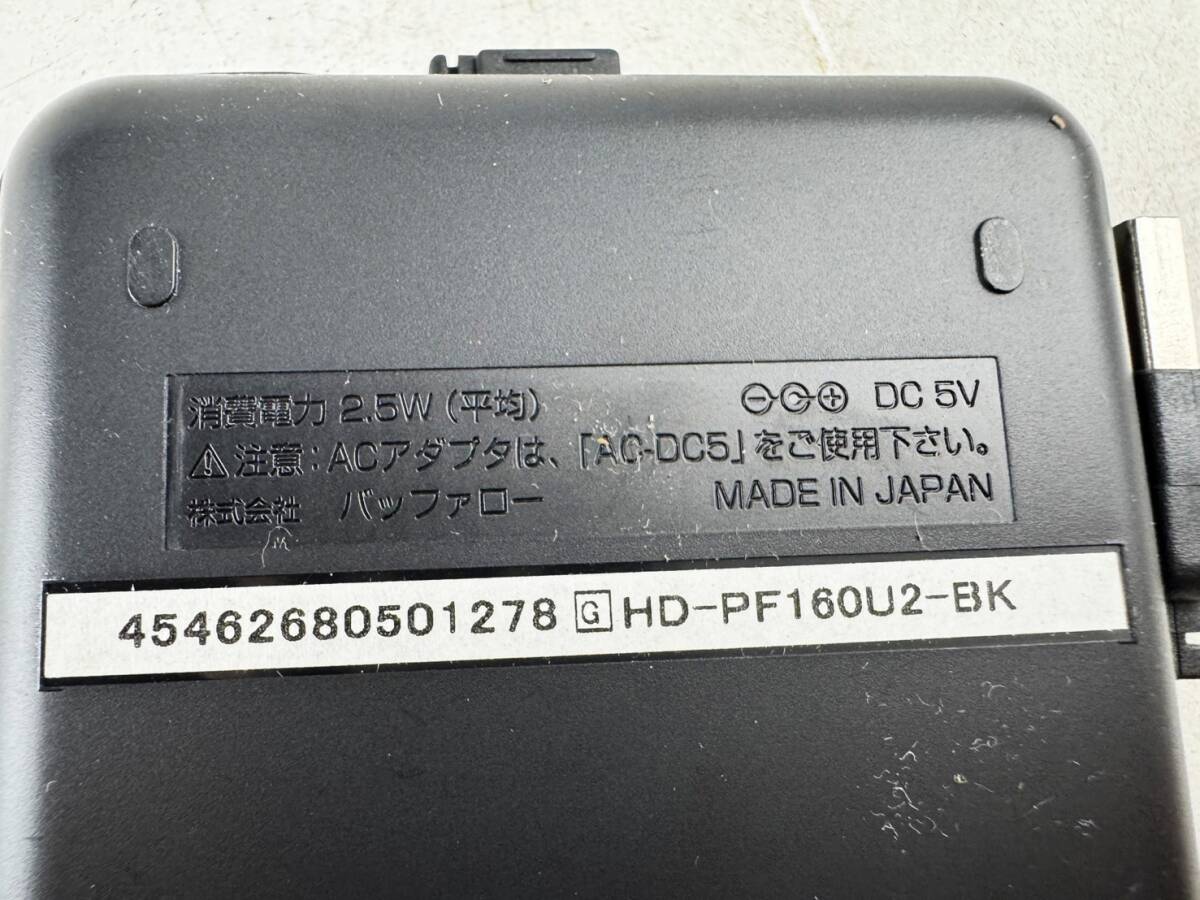 消費電力 2.5W (平均) DC 5V
⚠注意:ACアダプタは、「AC-DC5」をご使用下さい。
株式会社 バッファロー MADE IN JAPAN
45462680501278 G HD-PF160U2-BK